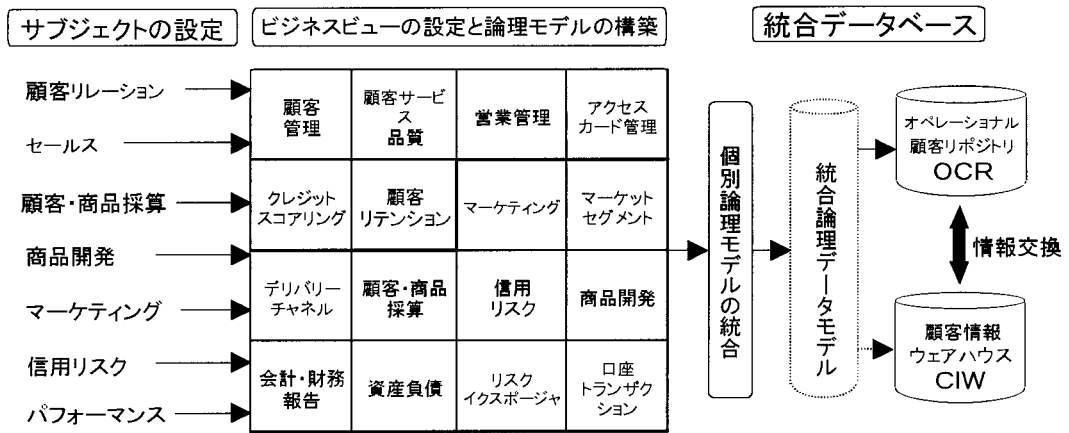 サブジェクトの設定
ビジネスビューの設定と論理モデルの構築
統合データベース
顧客リレーション
セールス
顧客・商品採算
商品開発
マーケティング
信用リスク
パフォーマンス
顧客
管理
顧客サービ
ス
品質
営業管理
アクセス
カード管理
クレジット
スコアリング
顧客
リテンション
マーケティング
マーケット
セグメント
デリバリー
チャネル
顧客・商品
採算
信用
リスク
商品開発
会計・財務
報告
資産負債
リスク
イクスポージャ
口座
トランザク
ション
個別論理モデルの統合
統合論理データモデル
オペレーショナル
顧客リポジトリ
OCR
情報交換
顧客情報
ウェアハウス
CIW